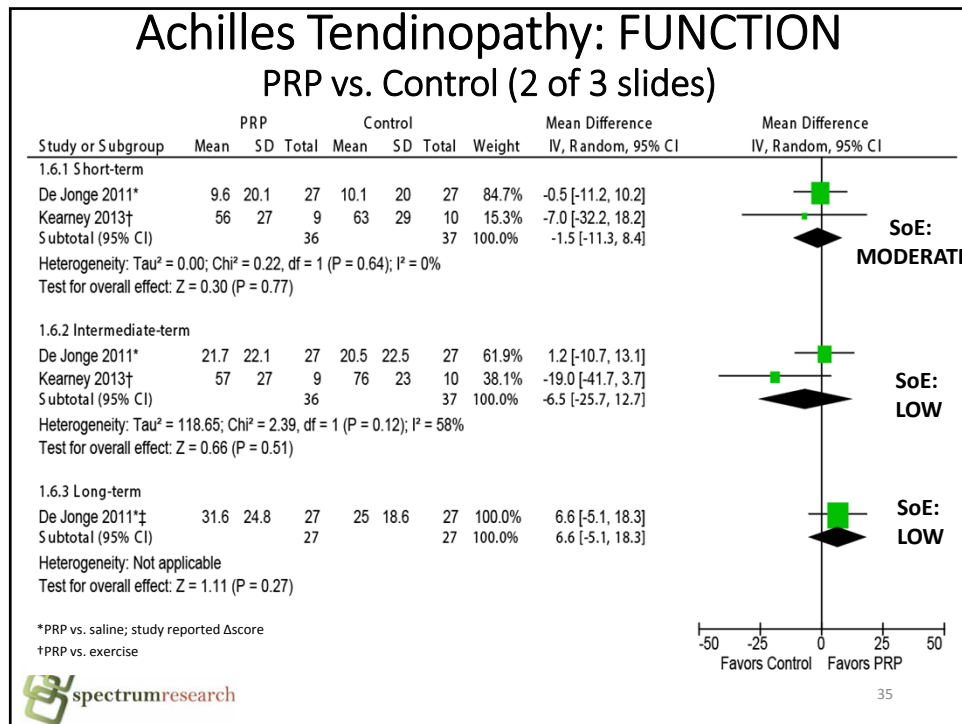 Achilles Tendinopathy: FUNCTION
PRP vs. Control (2 of 3 slides)
PRP Control Mean Difference Mean Difference
Study or Subgroup Mean SD Total Mean SD Total Weight IV, Random, 95% CI IV, Random, 95% CI
1.6.1 Short-term
De Jonge 2011* 9.6 20.1 27 10.1 20 27 84.7% -0.5 [-11.2, 10.2]
Kearney 2013† 56 27 9 63 29 10 15.3% -7.0 [-32.2, 18.2]
Subtotal (95% CI) 36 37 100.0% -1.5 [-11.3, 8.4]
SoE:
MODERATE
Heterogeneity: Tau² = 0.00; Chi² = 0.22, df = 1 (P = 0.64); I² = 0%
Test for overall effect: Z = 0.30 (P = 0.77)
1.6.2 Intermediate-term
De Jonge 2011* 21.7 22.1 27 20.5 22.5 27 61.9% 1.2 [-10.7, 13.1]
Kearney 2013† 57 27 9 76 23 10 38.1% -19.0 [-41.7, 3.7]
Subtotal (95% CI) 36 37 100.0% -6.5 [-25.7, 12.7]
SoE:
LOW
Heterogeneity: Tau² = 118.65; Chi² = 2.39, df = 1 (P = 0.12); I² = 58%
Test for overall effect: Z = 0.66 (P = 0.51)
1.6.3 Long-term
De Jonge 2011*‡ 31.6 24.8 27 25 18.6 27 100.0% 6.6 [-5.1, 18.3]
Subtotal (95% CI) 27 27 100.0% 6.6 [-5.1, 18.3]
SoE:
LOW
Heterogeneity: Not applicable
Test for overall effect: Z = 1.11 (P = 0.27)
*PRP vs. saline; study reported Δscore
†PRP vs. exercise
-50 -25 0 25 50
Favors Control Favors PRP
spectrumresearch
35